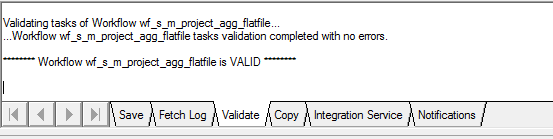 Validating tasks of Workflow wf_s_m_project_agg_flatfile...
...Workflow wf_s_m_project_agg_flatfile tasks validation completed with no errors.
******** Workflow wf_s_m_project_agg_flatfile is VALID ********
Save Fetch Log Validate Copy Integration Service Notifications